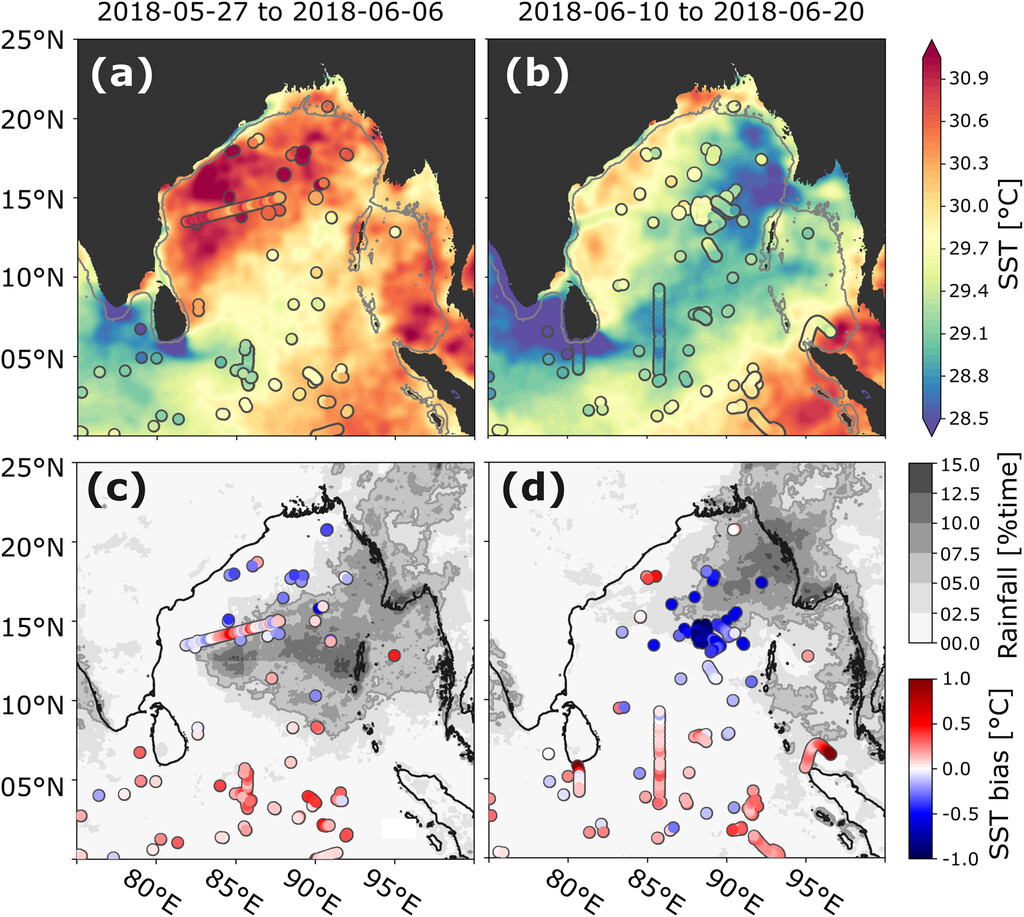 2018-05-27 to 2018-06-06
2018-06-10 to 2018-06-20
(a)
(b)
25°N
20°N
15°N
10°N
05°N
30.9
30.6
30.3
30.0
29.7
29.4
29.1
28.8
28.5
SST [°C]
(c)
(d)
25°N
20°N
15°N
10°N
05°N
15.0
12.5
10.0
07.5
05.0
02.5
00.0
Rainfall [%time]
1.0
0.5
0.0
-0.5
-1.0
SST bias [°C]
80°E
85°E
90°E
95°E
80°E
85°E
90°E
95°E